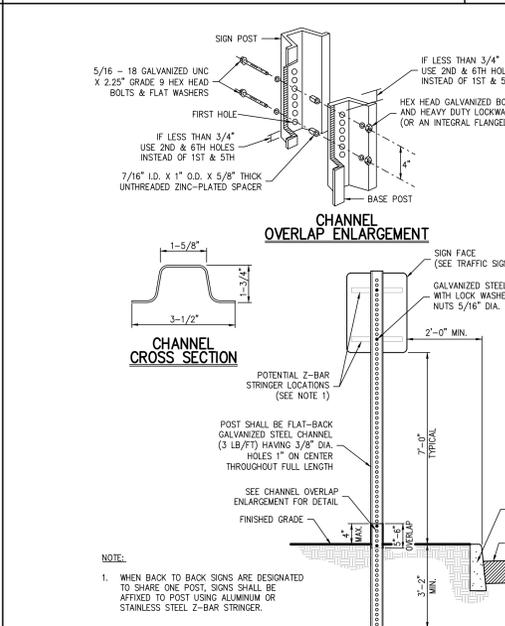 SIGN POST
5/16 - 18 GALVANIZED UNC
X 2.25" GRADE 9 HEX HEAD
BOLTS & FLAT WASHERS
FIRST HOLE
IF LESS THAN 3/4"
USE 2ND & 6TH HOLES
INSTEAD OF 1ST & 5TH
7/16" I.D. X 1" O.D. X 5/8" THICK
UNTHREADED ZINC-PLATED SPACER
IF LESS THAN 3/4"
USE 2ND & 6TH HOL
INSTEAD OF 1ST & 5
HEX HEAD GALVANIZED BO
AND HEAVY DUTY LOCKWA
(OR AN INTEGRAL FLANGE
4"
BASE POST
CHANNEL
OVERLAP ENLARGEMENT
1-5/8"
1-3/4"
3-1/2"
CHANNEL
CROSS SECTION
SIGN FACE
(SEE TRAFFIC SIG
GALVANIZED STEEL
WITH LOCK WASHE
NUTS 5/16" DIA.
2'-0" MIN.
POTENTIAL Z-BAR
STRINGER LOCATIONS
(SEE NOTE 1)
7'-0"
TYPICAL
POST SHALL BE FLAT-BACK
GALVANIZED STEEL CHANNEL
(3 LB/FT) HAVING 3/8" DIA.
HOLES 1" ON CENTER
THROUGHOUT FULL LENGTH
SEE CHANNEL OVERLAP
ENLARGEMENT FOR DETAIL
FINISHED GRADE
4"
MAX.
5"-6"
OVERLAP
3'-2"
MIN.
NOTE:
1. WHEN BACK TO BACK SIGNS ARE DESIGNATED
TO SHARE ONE POST, SIGNS SHALL BE
AFFIXED TO POST USING ALUMINUM OR
STAINLESS STEEL Z-BAR STRINGER.